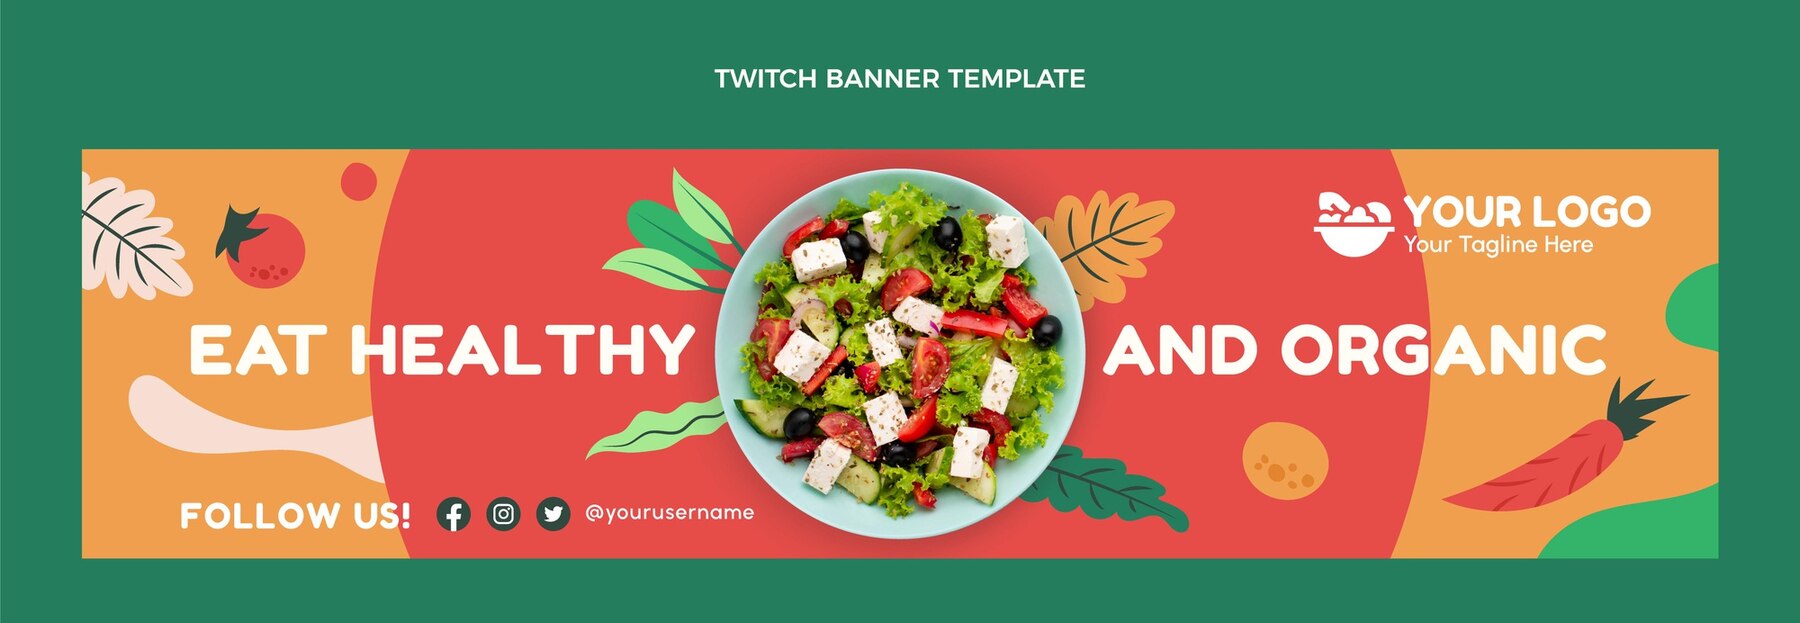 TWITCH BANNER TEMPLATE
YOUR LOGO
Your Tagline Here
EAT HEALTHY AND ORGANIC
FOLLOW US! @yourusername